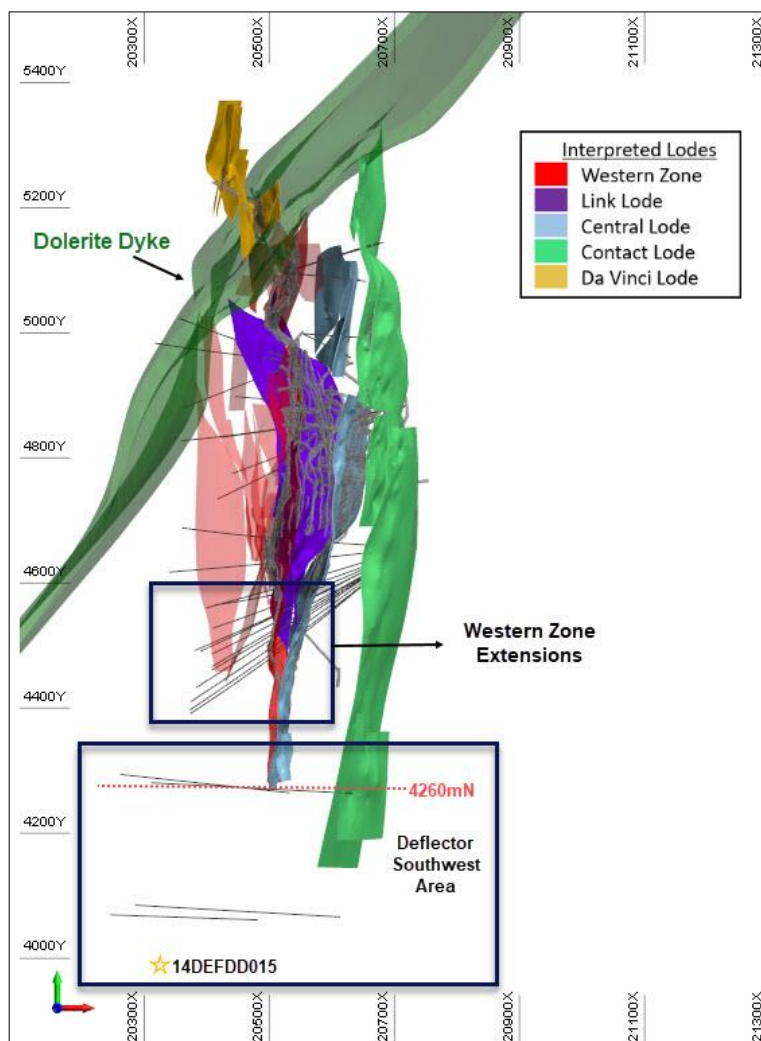 20300X
20500X
20700X
20900X
21100X
21300X
5400Y
Interpreted Lodes
Western Zone
Link Lode
Central Lode
Contact Lode
Da Vinci Lode
5200Y
Dolerite Dyke
5000Y
4800Y
4600Y
Western Zone
Extensions
4400Y
4260mN
4200Y
Deflector
Southwest
Area
4000Y
14DEFDD015
20300X
20500X
20700X
20900X
21100X
21300X